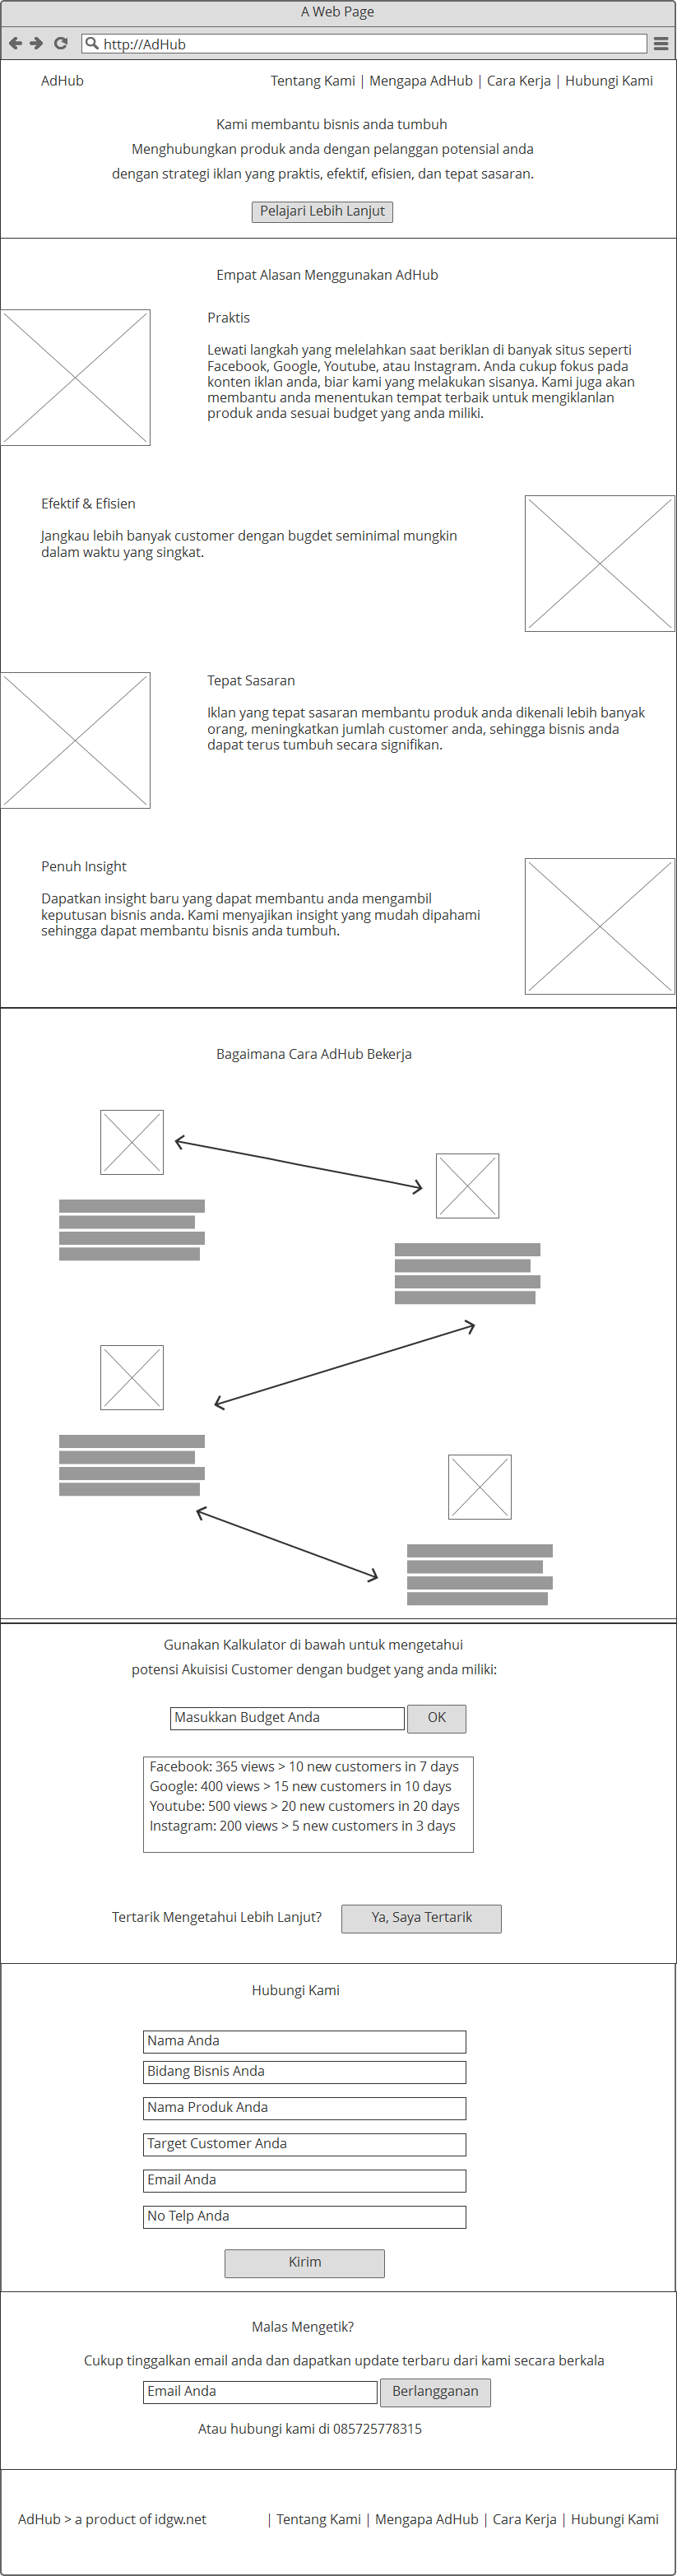 A Web Page
http://AdHub
AdHub
Tentang Kami | Mengapa AdHub | Cara Kerja | Hubungi Kami
Kami membantu bisnis anda tumbuh
Menghubungkan produk anda dengan pelanggan potensial anda
dengan strategi iklan yang praktis, efektif, efisien, dan tepat sasaran.
Pelajari Lebih Lanjut
Empat Alasan Menggunakan AdHub
Praktis
Lewati langkah yang melelahkan saat beriklan di banyak situs seperti
Facebook, Google, Youtube, atau Instagram. Anda cukup fokus pada
konten iklan anda, biar kami yang melakukan sisanya. Kami juga akan
membantu anda menentukan tempat terbaik untuk mengiklanlan
produk anda sesuai budget yang anda miliki.
Efektif & Efisien
Jangkau lebih banyak customer dengan bugdet seminimal mungkin
dalam waktu yang singkat.
Tepat Sasaran
Iklan yang tepat sasaran membantu produk anda dikenali lebih banyak
orang, meningkatkan jumlah customer anda, sehingga bisnis anda
dapat terus tumbuh secara signifikan.
Penuh Insight
Dapatkan insight baru yang dapat membantu anda mengambil
keputusan bisnis anda. Kami menyajikan insight yang mudah dipahami
sehingga dapat membantu bisnis anda tumbuh.
Bagaimana Cara AdHub Bekerja
Gunakan Kalkulator di bawah untuk mengetahui
potensi Akuisisi Customer dengan budget yang anda miliki:
Masukkan Budget Anda
OK
Facebook: 365 views > 10 new customers in 7 days
Google: 400 views > 15 new customers in 10 days
Youtube: 500 views > 20 new customers in 20 days
Instagram: 200 views > 5 new customers in 3 days
Tertarik Mengetahui Lebih Lanjut?
Ya, Saya Tertarik
Hubungi Kami
Nama Anda
Bidang Bisnis Anda
Nama Produk Anda
Target Customer Anda
Email Anda
No Telp Anda
Kirim
Malas Mengetik?
Cukup tinggalkan email anda dan dapatkan update terbaru dari kami secara berkala
Email Anda
Berlangganan
Atau hubungi kami di 085725778315
AdHub > a product of idgw.net
| Tentang Kami | Mengapa AdHub | Cara Kerja | Hubungi Kami